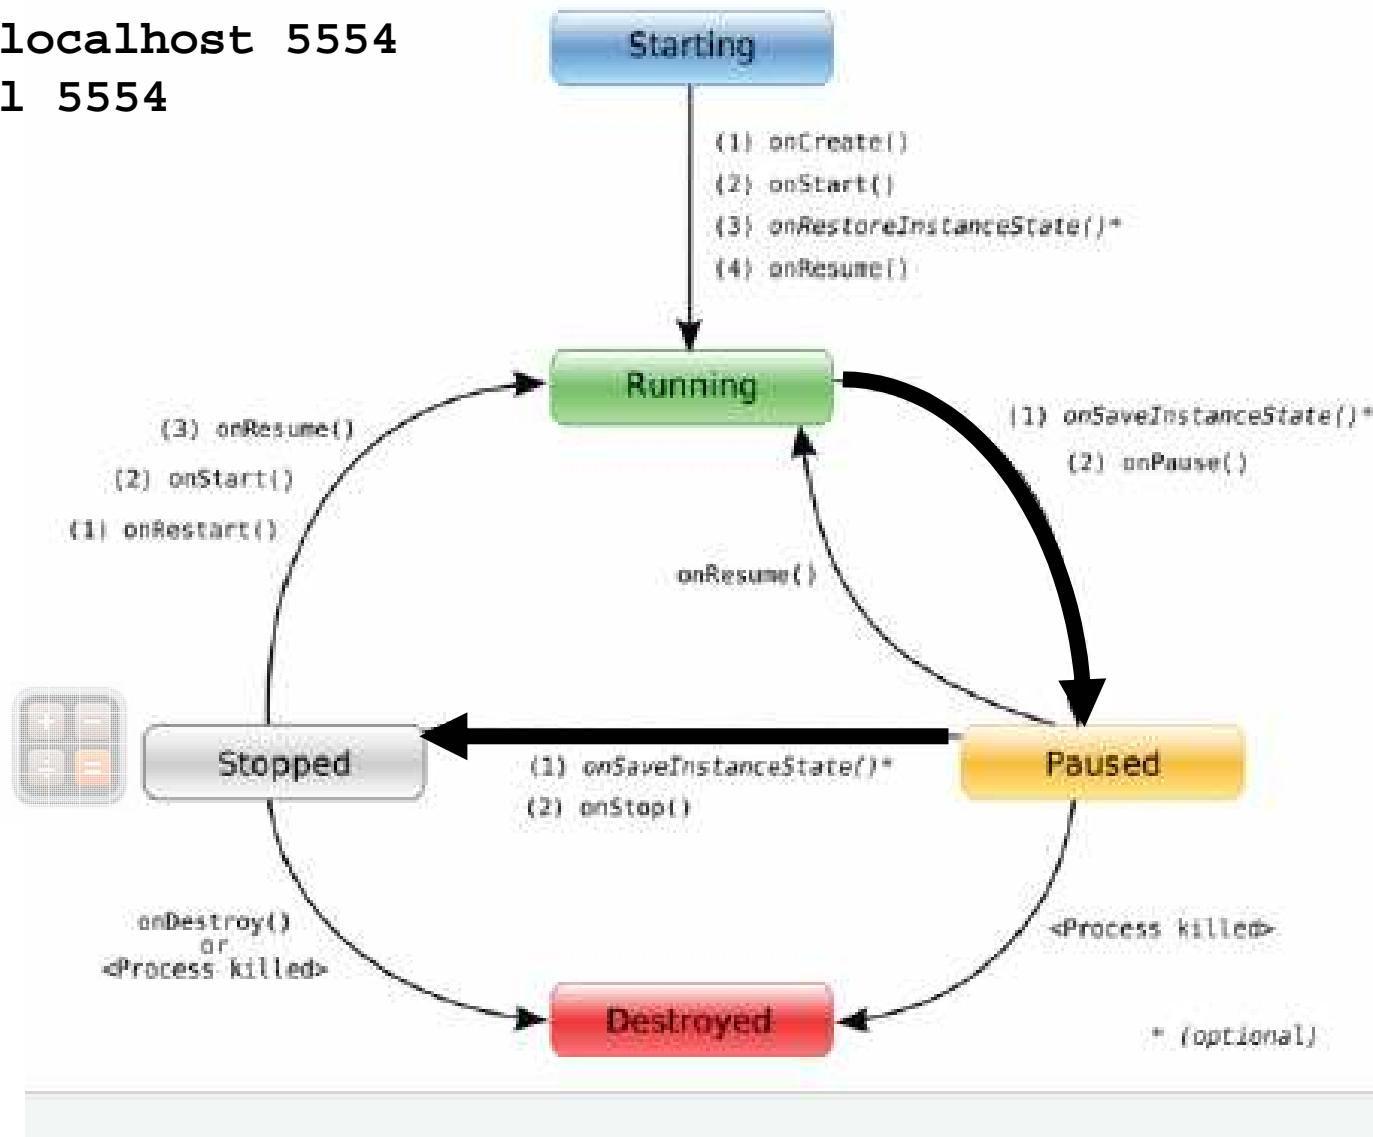 localhost 5554
l 5554
Starting
(1) onCreate()
(2) onStart()
(3) onRestoreInstanceState()*
(4) onResume()
Running
(3) onResume()
(2) onStart()
(1) onRestart()
(1) onSaveInstanceState()*
(2) onPause()
onResume()
Stopped
(1) onSaveInstanceState()*
(2) onStop()
Paused
onDestroy()
or
<Process killed>
<Process killed>
Destroyed
* (optional)